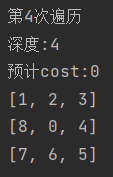 第4次遍历
深度:4
预计cost:0
[1, 2, 3]
[8, 0, 4]
[7, 6, 5]